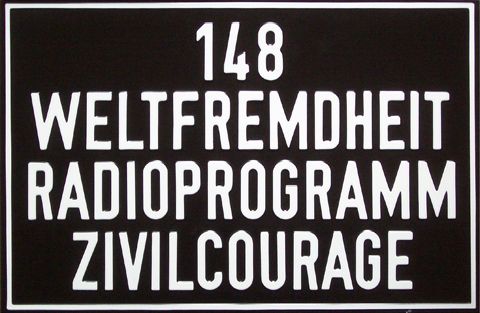 148
WELTFREMDHEIT
RADIOPROGRAMM
ZIVILCOURAGE